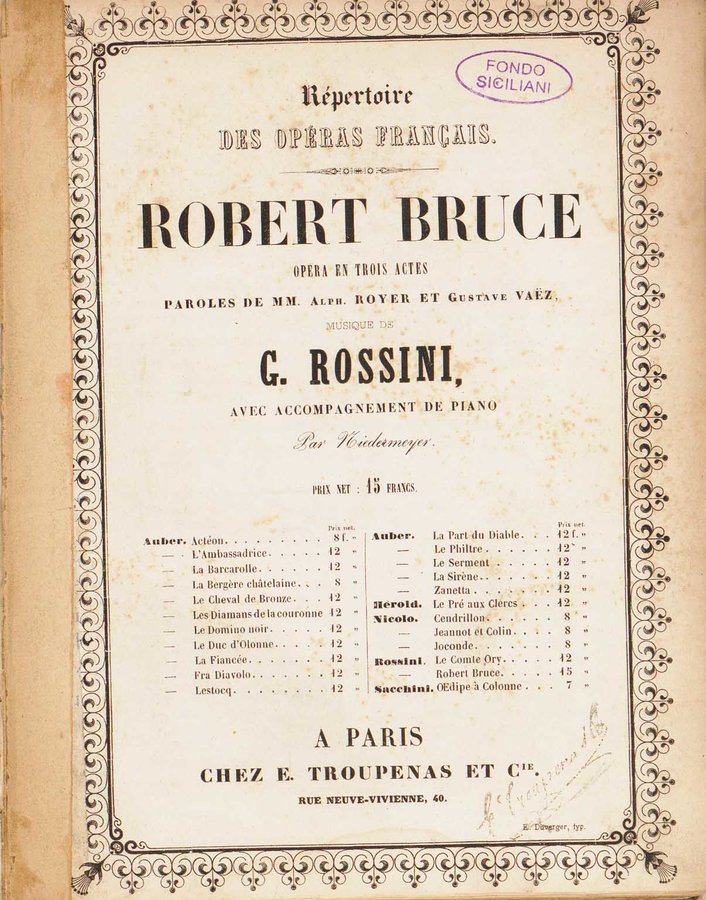 FONDO
SICILIANI
Répertoire
DES OPÉRAS FRANÇAIS.
ROBERT BRUCE
OPÉRA EN TROIS ACTES
PAROLES DE MM. ALPH. ROYER ET GUSTAVE VAËZ,
MUSIQUE DE
G. ROSSINI,
AVEC ACCOMPAGNEMENT DE PIANO
Par Niedermeyer.
PRIX NET : 15 FRANCS.
Prix net.
Auber. Actéon. . . . . . . . . . 8 f. »
— L'Ambassadrice. . . . . 12 »
— La Barcarolle. . . . . . 12 »
— La Bergère châtelaine. . . 8 »
— Le Cheval de Bronze. . . 12 »
— Les Diamans de la couronne 12 »
— Le Domino noir. . . . . 12 »
— Le Duc d'Olonne. . . . . 12 »
— La Fiancée. . . . . . . 12 »
— Fra Diavolo. . . . . . . 12 »
— Lestocq. . . . . . . . . 12 »
Prix net.
Auber. La Part du Diable. . . 12 f. »
— Le Philtre. . . . . . . 12 »
— Le Serment . . . . . . 12 »
— La Sirène. . . . . . . 12 »
— Zanetta. . . . . . . . 12 »
Hérold. Le Pré aux Clercs . . . 12 »
Nicolo. Cendrillon. . . . . . . 8 »
— Jeannot et Colin. . . . 8 »
— Joconde. . . . . . . . 8 »
Rossini. Le Comte Ory. . . . . 12 »
— Robert Bruce. . . . . 15 »
Sacchini. OEdipe à Colonne . . . 7 »
A PARIS
CHEZ E. TROUPENAS ET CIE.
RUE NEUVE-VIVIENNE, 40.
E. Duverger, typ.